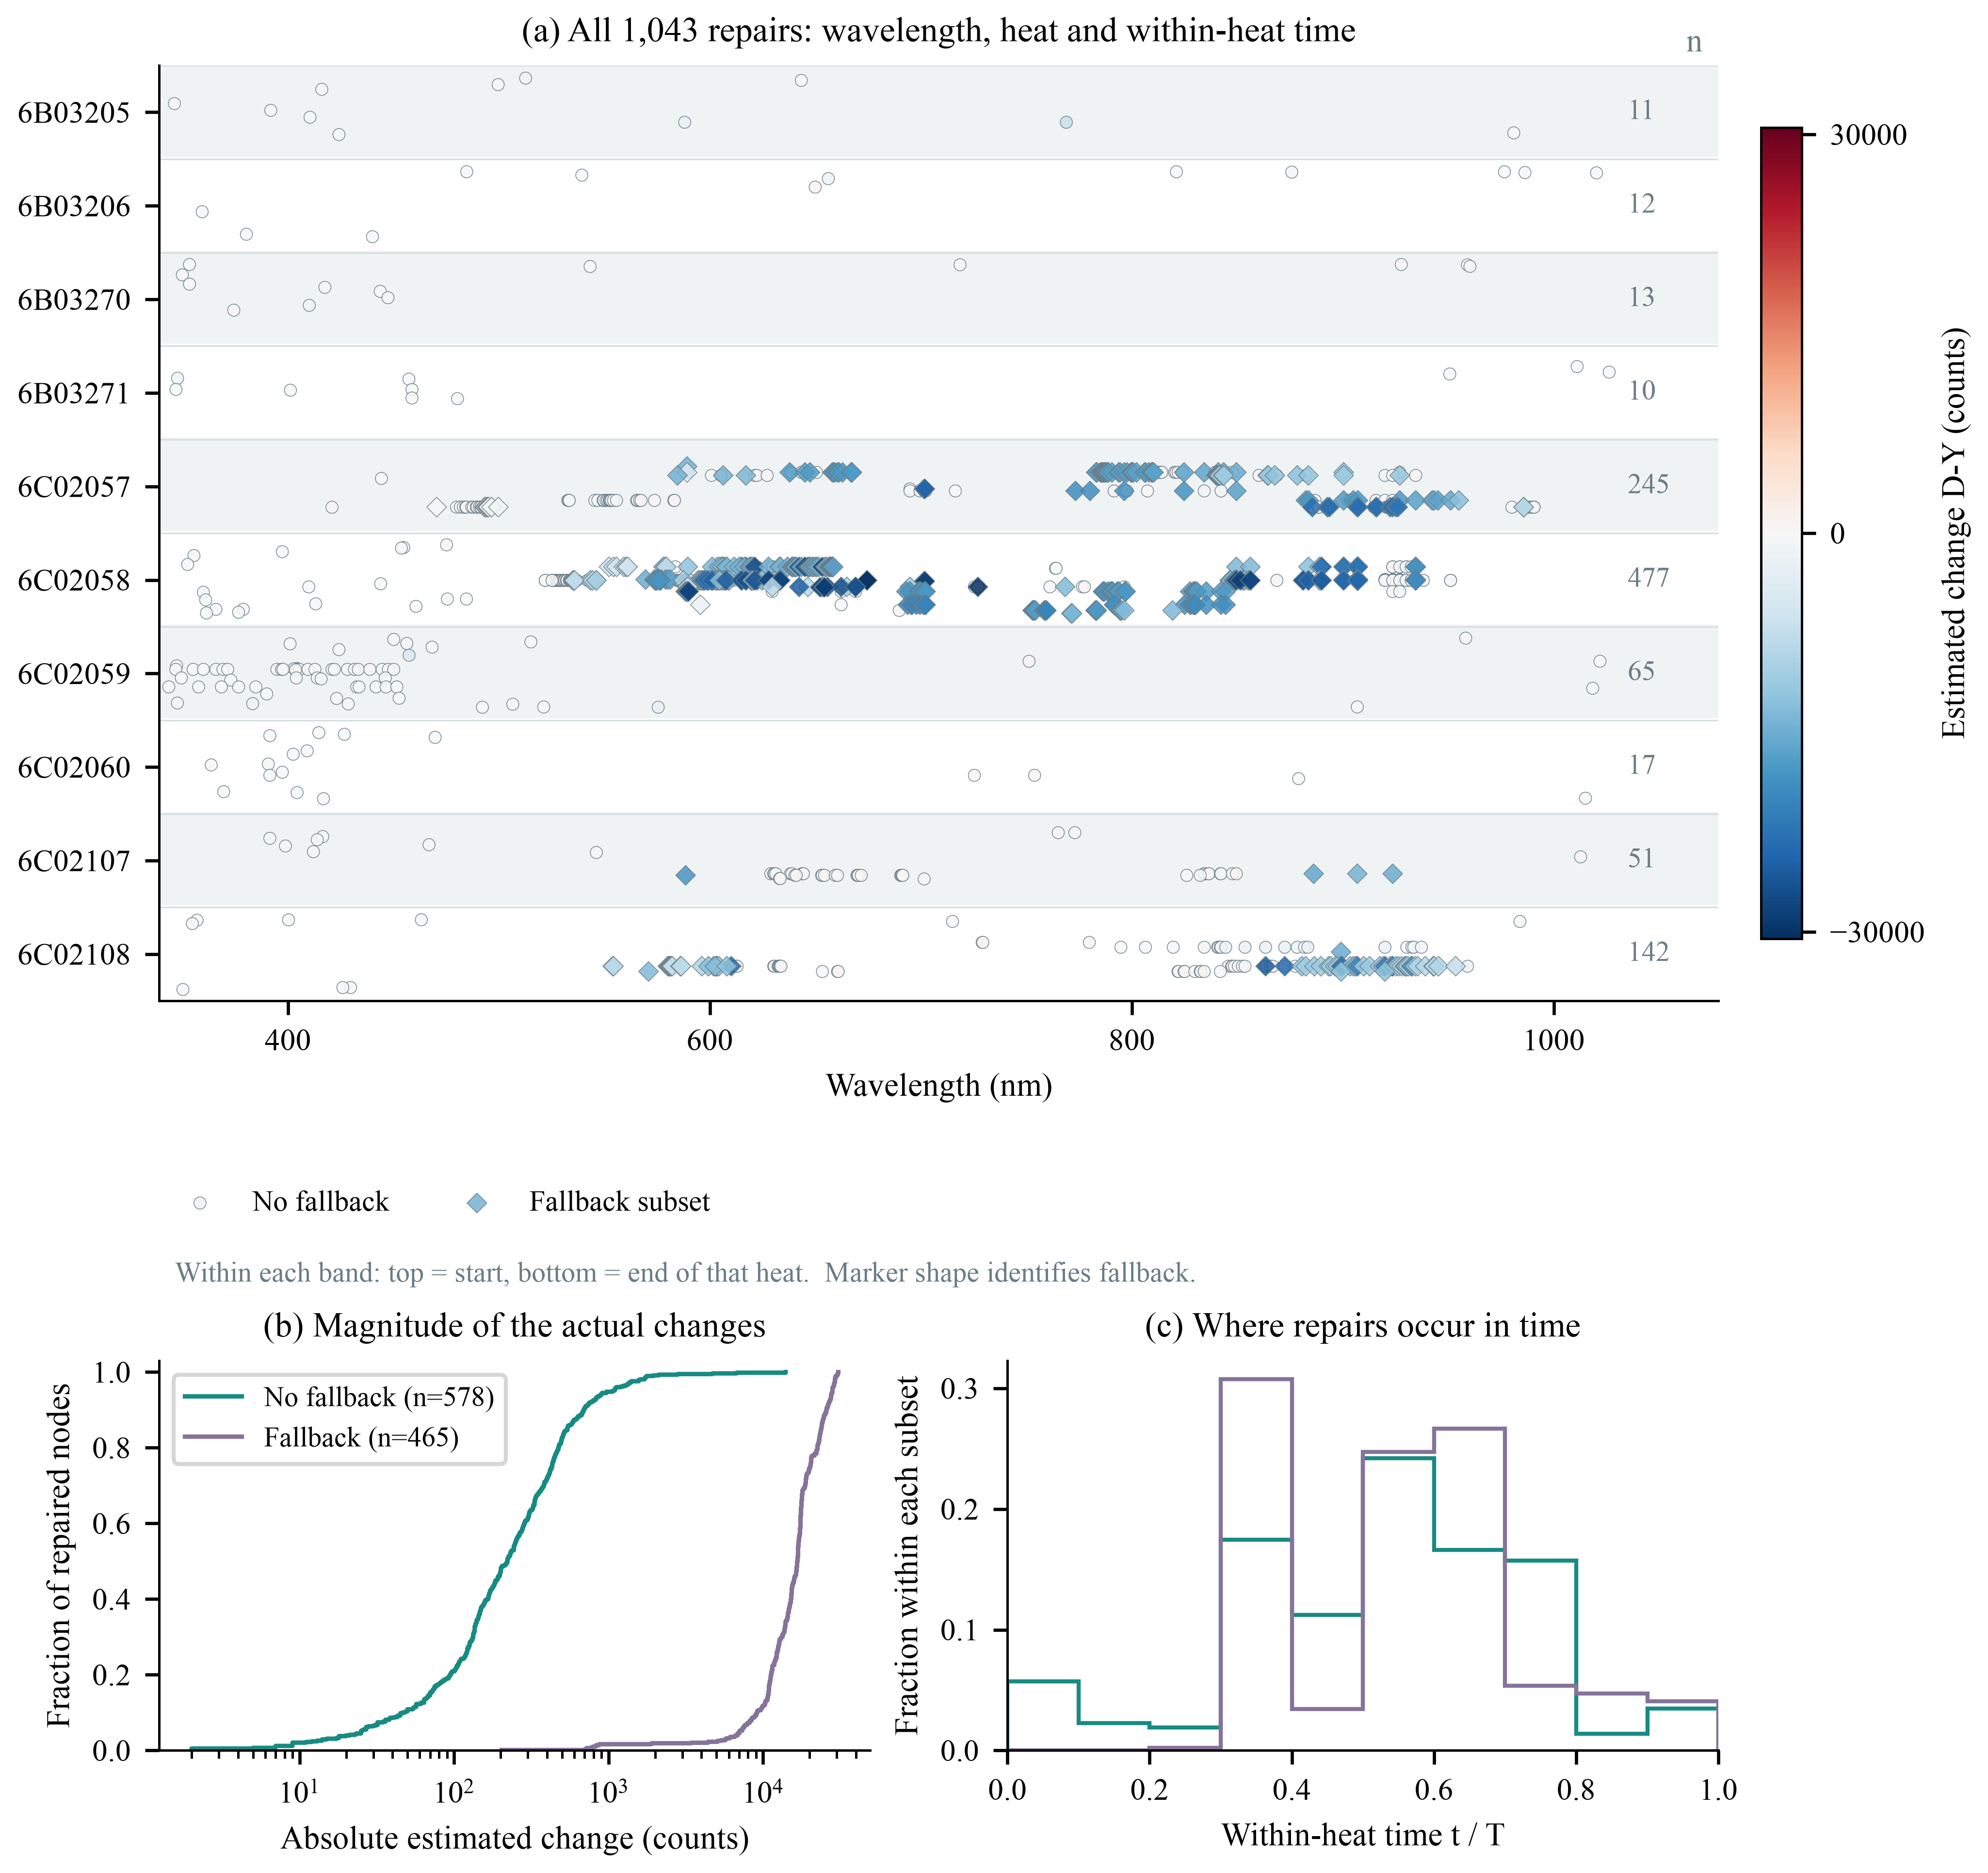 (a) All 1,043 repairs: wavelength, heat and within-heat time
n
6B03205
11
6B03206
12
6B03270
13
6B03271
10
6C02057
245
6C02058
477
6C02059
65
6C02060
17
6C02107
51
6C02108
142
400
600
800
1000
Wavelength (nm)
30000
0
−30000
Estimated change D-Y (counts)
No fallback
Fallback subset
Within each band: top = start, bottom = end of that heat.  Marker shape identifies fallback.
(b) Magnitude of the actual changes
1.0
0.8
0.6
0.4
0.2
0.0
Fraction of repaired nodes
No fallback (n=578)
Fallback (n=465)
10¹
10²
10³
10⁴
Absolute estimated change (counts)
(c) Where repairs occur in time
0.3
0.2
0.1
0.0
Fraction within each subset
0.0
0.2
0.4
0.6
0.8
1.0
Within-heat time t / T